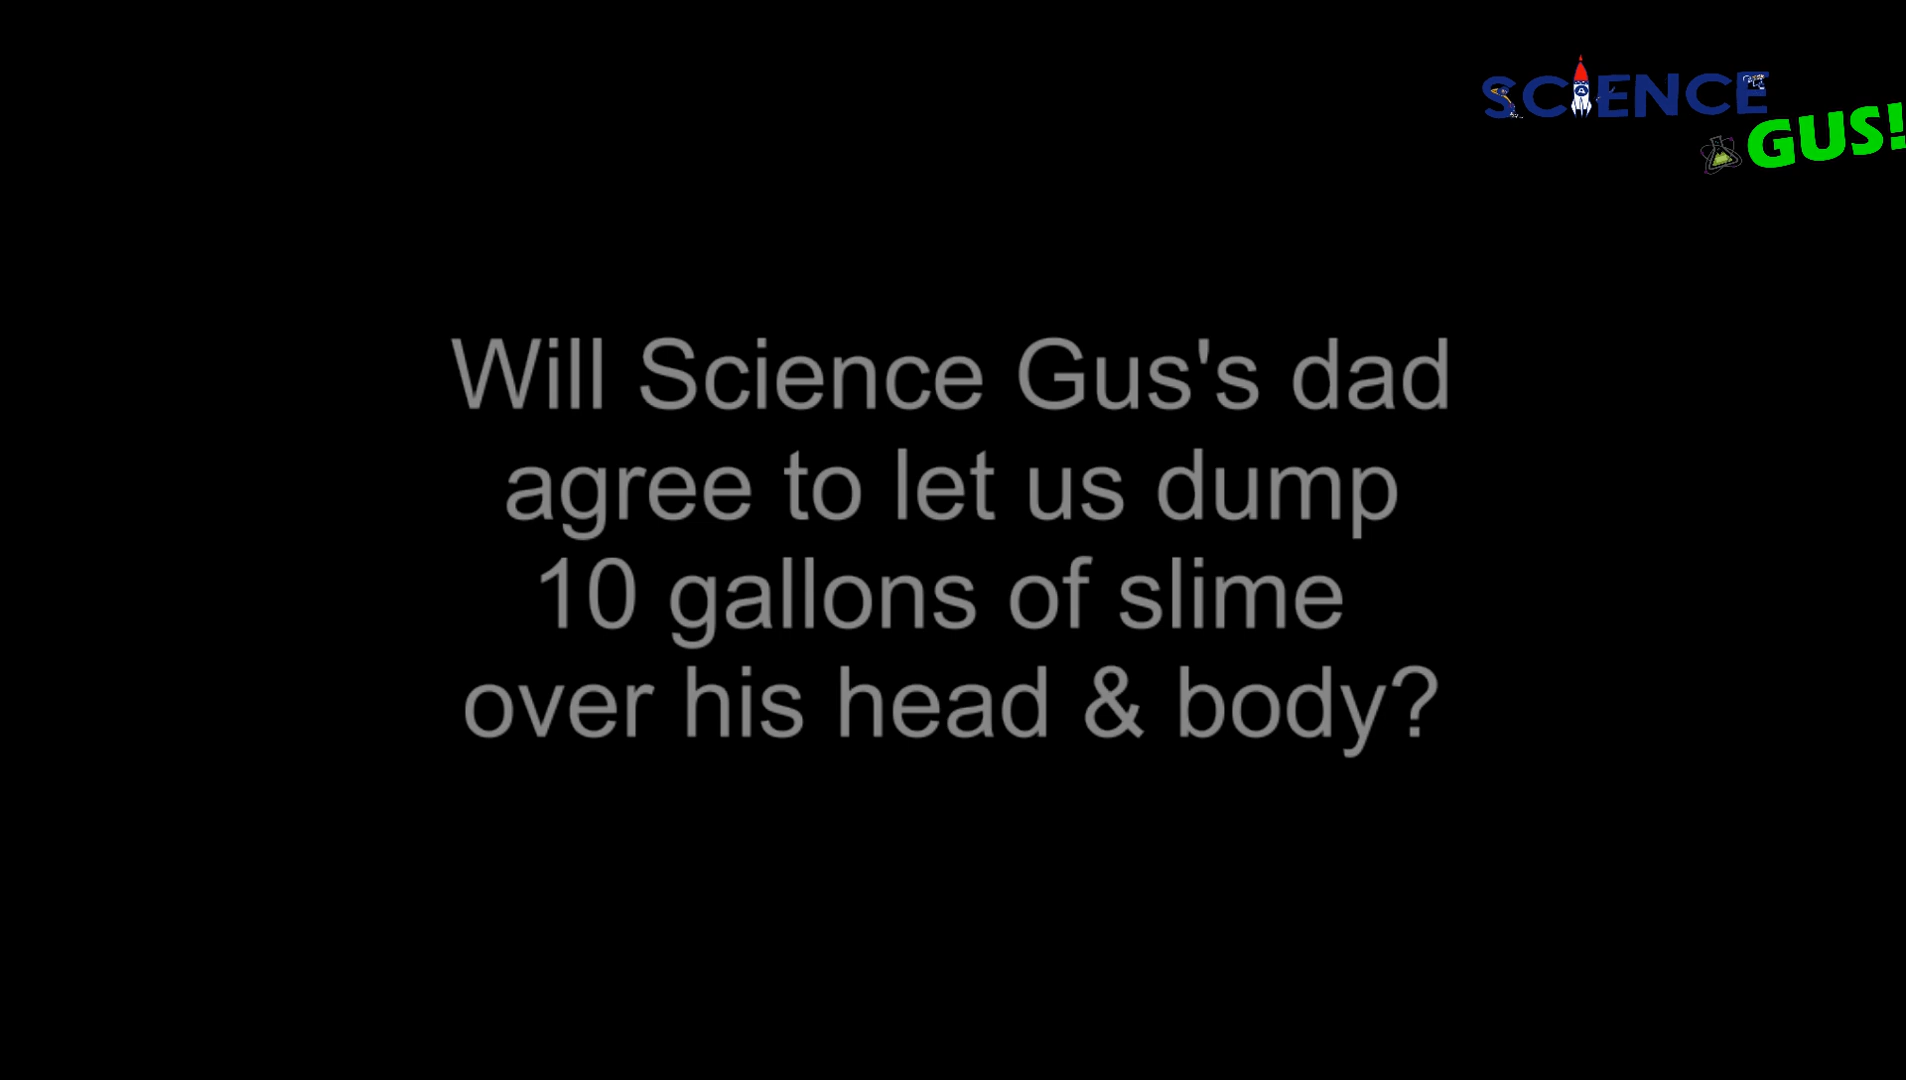 SCIENCE
GUS!
Will Science Gus's dad
agree to let us dump
10 gallons of slime
over his head & body?